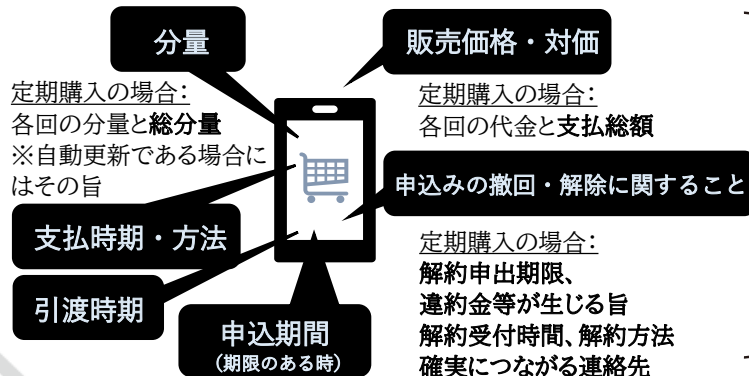 分量
定期購入の場合:
各回の分量と総分量
※自動更新である場合に
はその旨
販売価格・対価
定期購入の場合:
各回の代金と支払総額
支払時期・方法
引渡時期
申込期間
(期限のある時)
申込みの撤回・解除に関すること
定期購入の場合:
解約申出期限、
違約金等が生じる旨
解約受付時間、解約方法
確実につながる連絡先